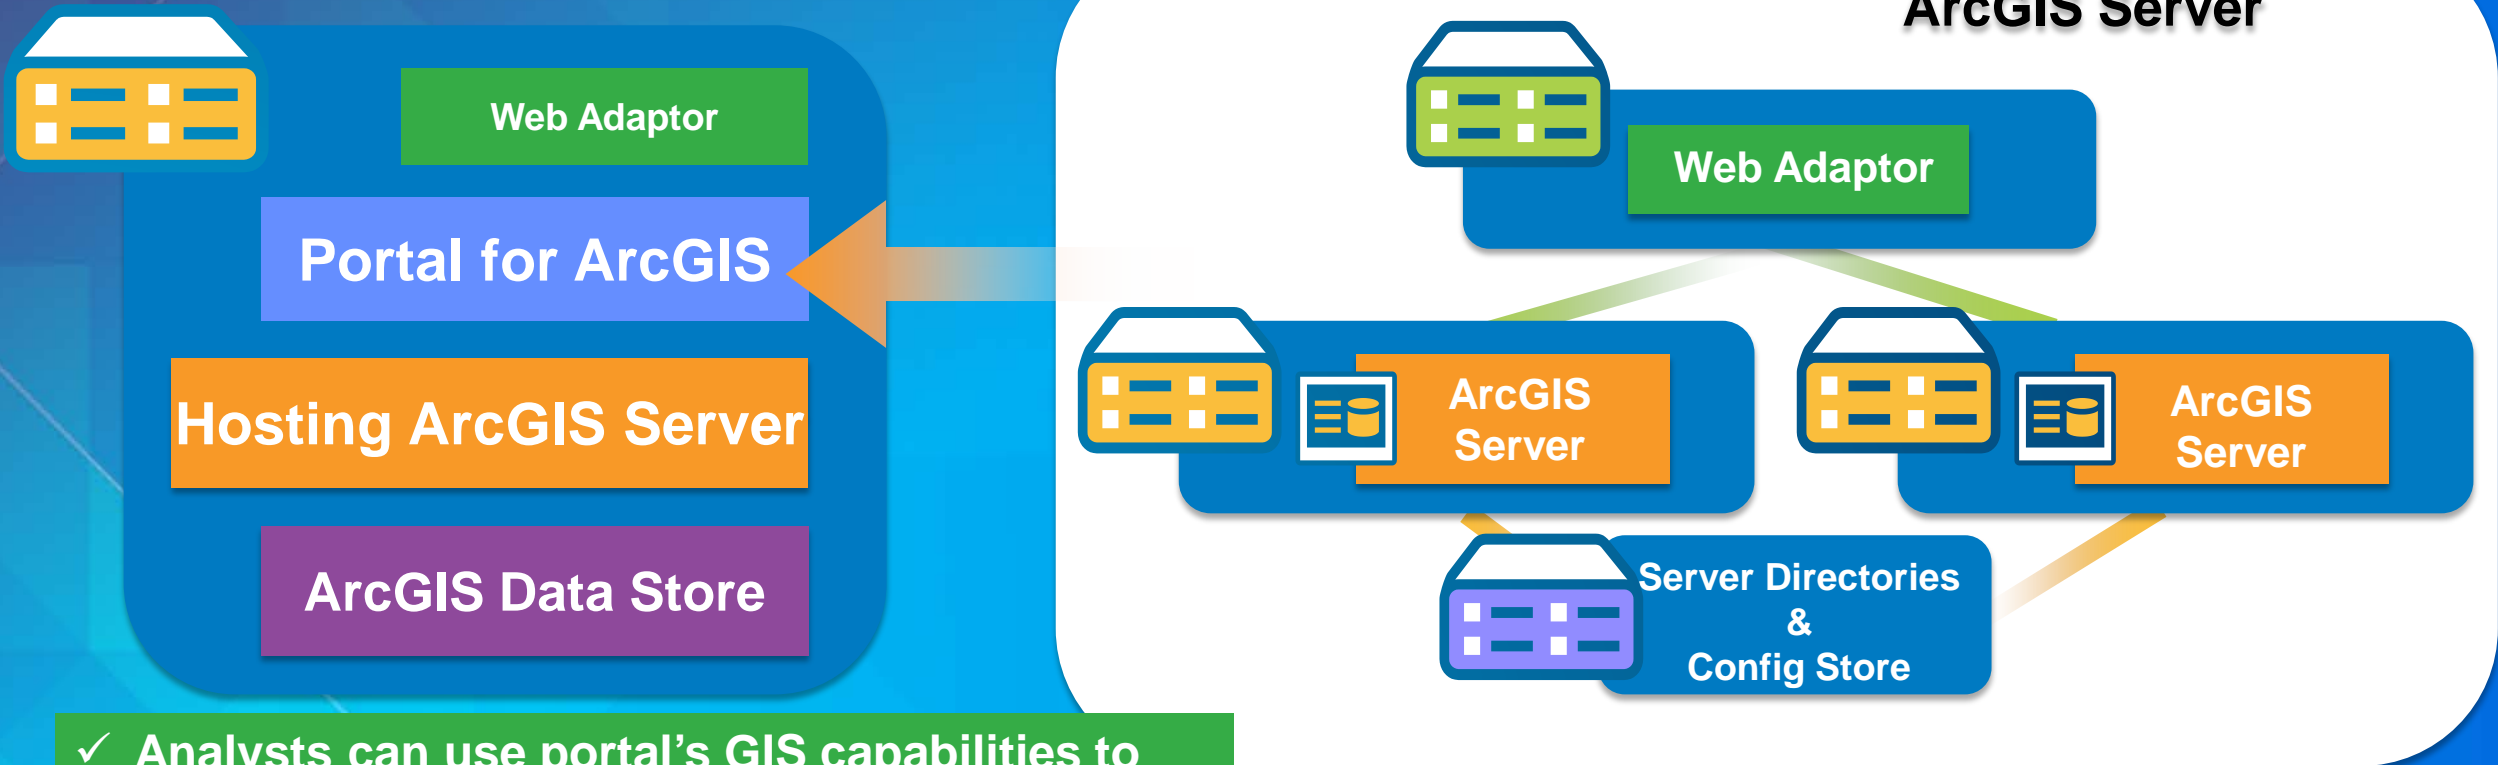 ArcGIS Server
Web Adaptor
Portal for ArcGIS
Hosting ArcGIS Server
ArcGIS Data Store
Web Adaptor
ArcGIS
Server
ArcGIS
Server
Server Directories
&
Config Store
✓ Analysts can use portal's GIS capabilities to